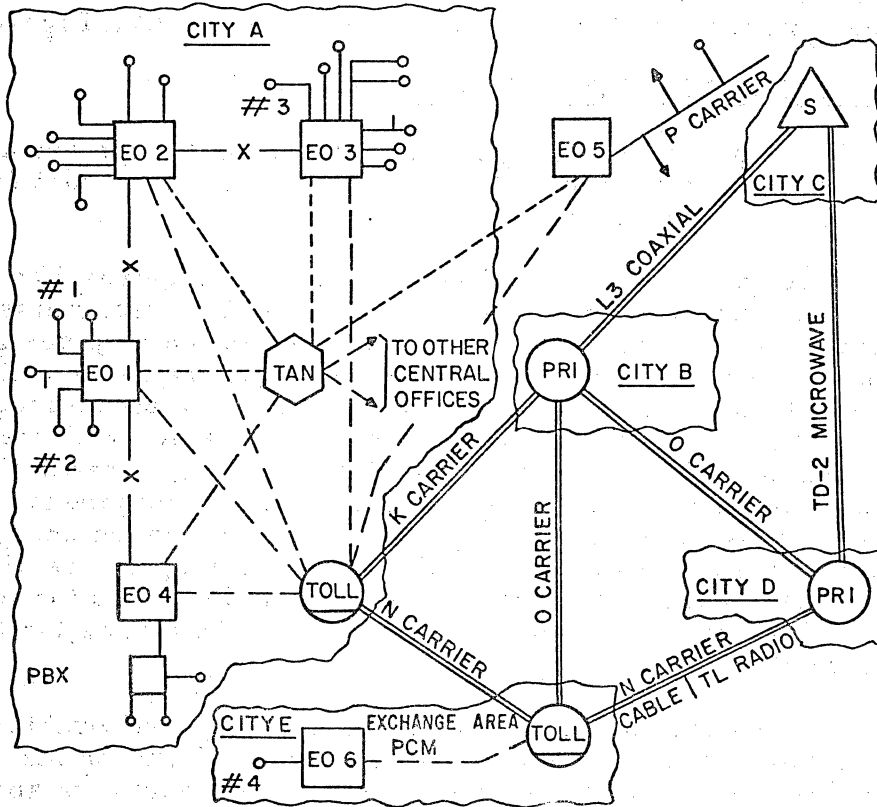 CITY A
#3
EO 2
X
EO 3
EO 5
P CARRIER
S
CITY C
X
L3 COAXIAL
#1
EO 1
TAN
TO OTHER
CENTRAL
OFFICES
PRI
CITY B
#2
X
K CARRIER
O CARRIER
O CARRIER
TD-2 MICROWAVE
EO 4
TOLL
N CARRIER
CITY D
PRI
PBX
N CARRIER
CABLE | TL RADIO
CITY E
EXCHANGE AREA
PCM
TOLL
EO 6
#4